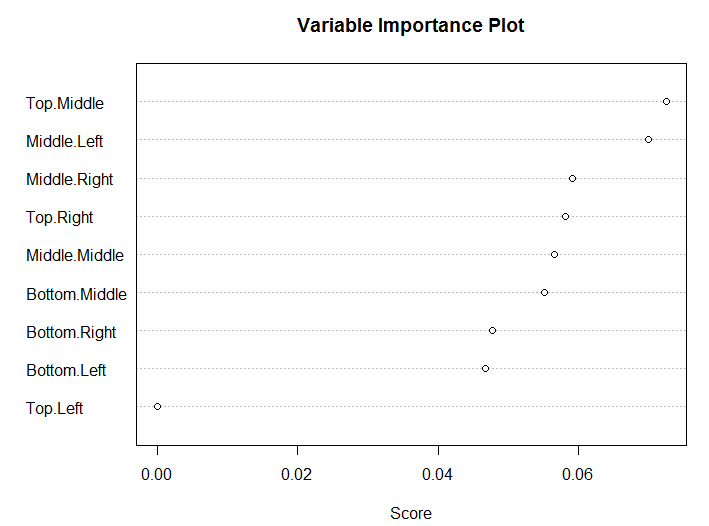 Variable Importance Plot
Top.Middle
Middle.Left
Middle.Right
Top.Right
Middle.Middle
Bottom.Middle
Bottom.Right
Bottom.Left
Top.Left
0.00 0.02 0.04 0.06
Score